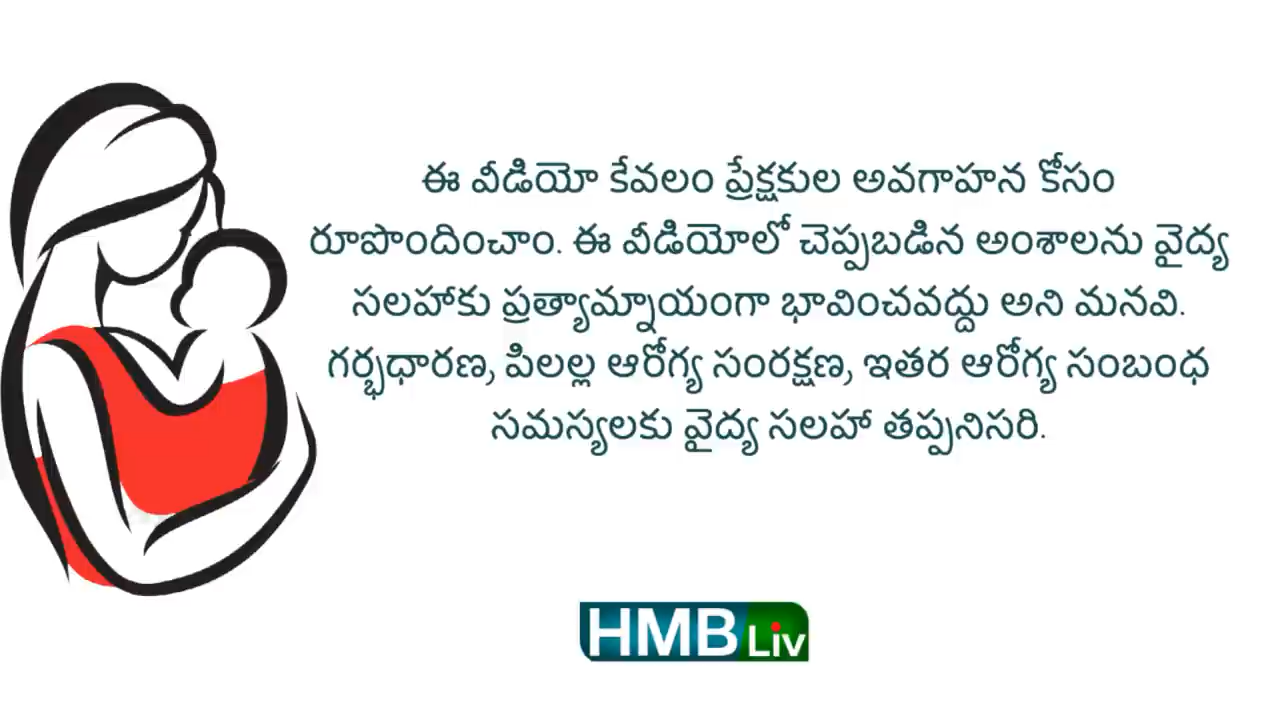 ఈ వీడియో కేవలం ప్రేక్షకుల అవగాహన కోసం
రూపొందించాం. ఈ వీడియోలో చెప్పబడిన అంశాలను వైద్య
సలహాకు ప్రత్యామ్నాయంగా భావించవద్దు అని మనవి.
గర్భధారణ, పిలల్ల ఆరోగ్య సంరక్షణ, ఇతర ఆరోగ్య సంబంధ
సమస్యలకు వైద్య సలహా తప్పనిసరి.
HMB Liv